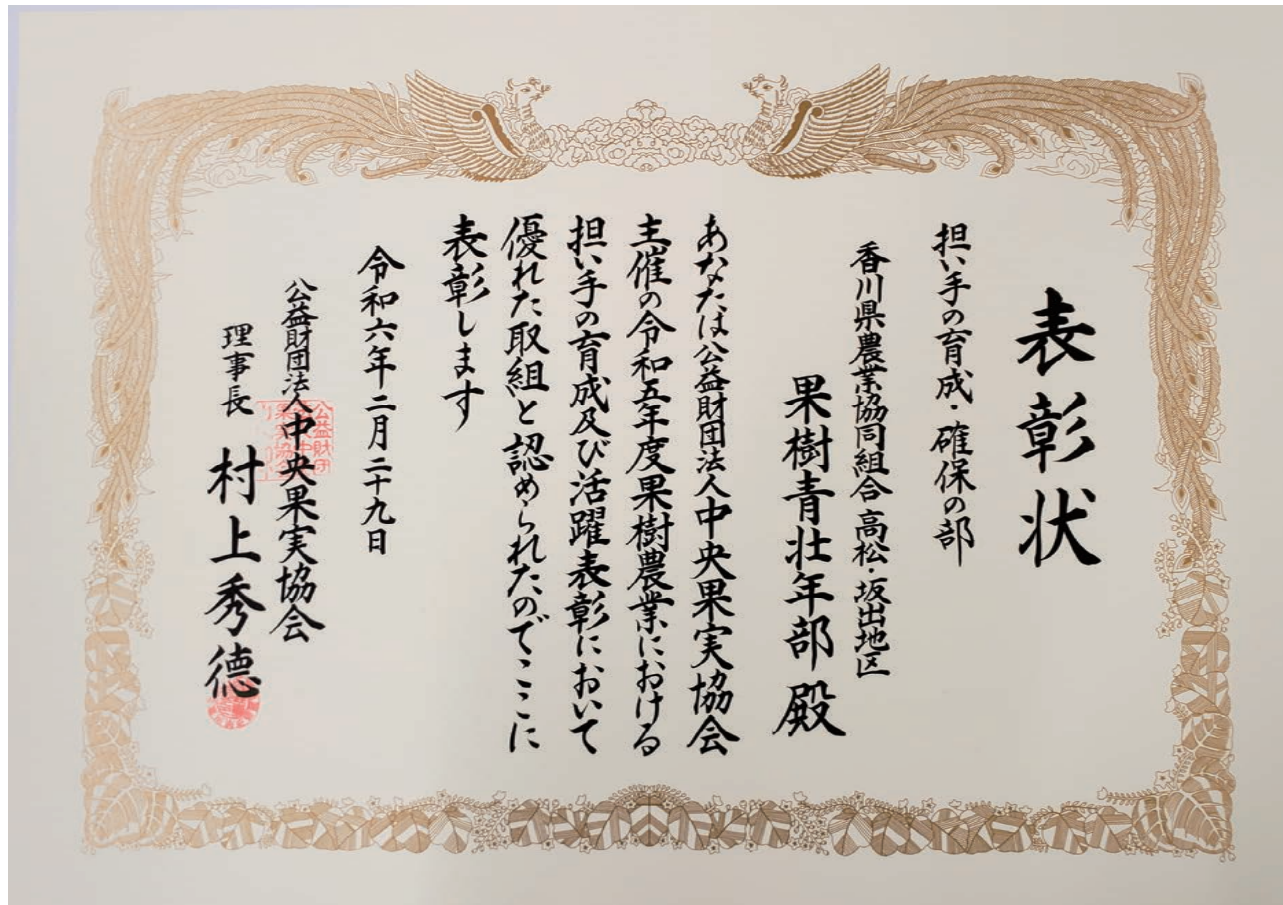 表彰状
担い手の育成・確保の部
香川県農業協同組合 高松・坂出地区
果樹青壮年部 殿
あなたは公益財団法人中央果実協会
主催の令和五年度果樹農業における
担い手の育成及び活躍表彰において
優れた取組と認められたのでここに
表彰します
令和六年二月二十九日
公益財団法人中央果実協会
理事長 村上秀德